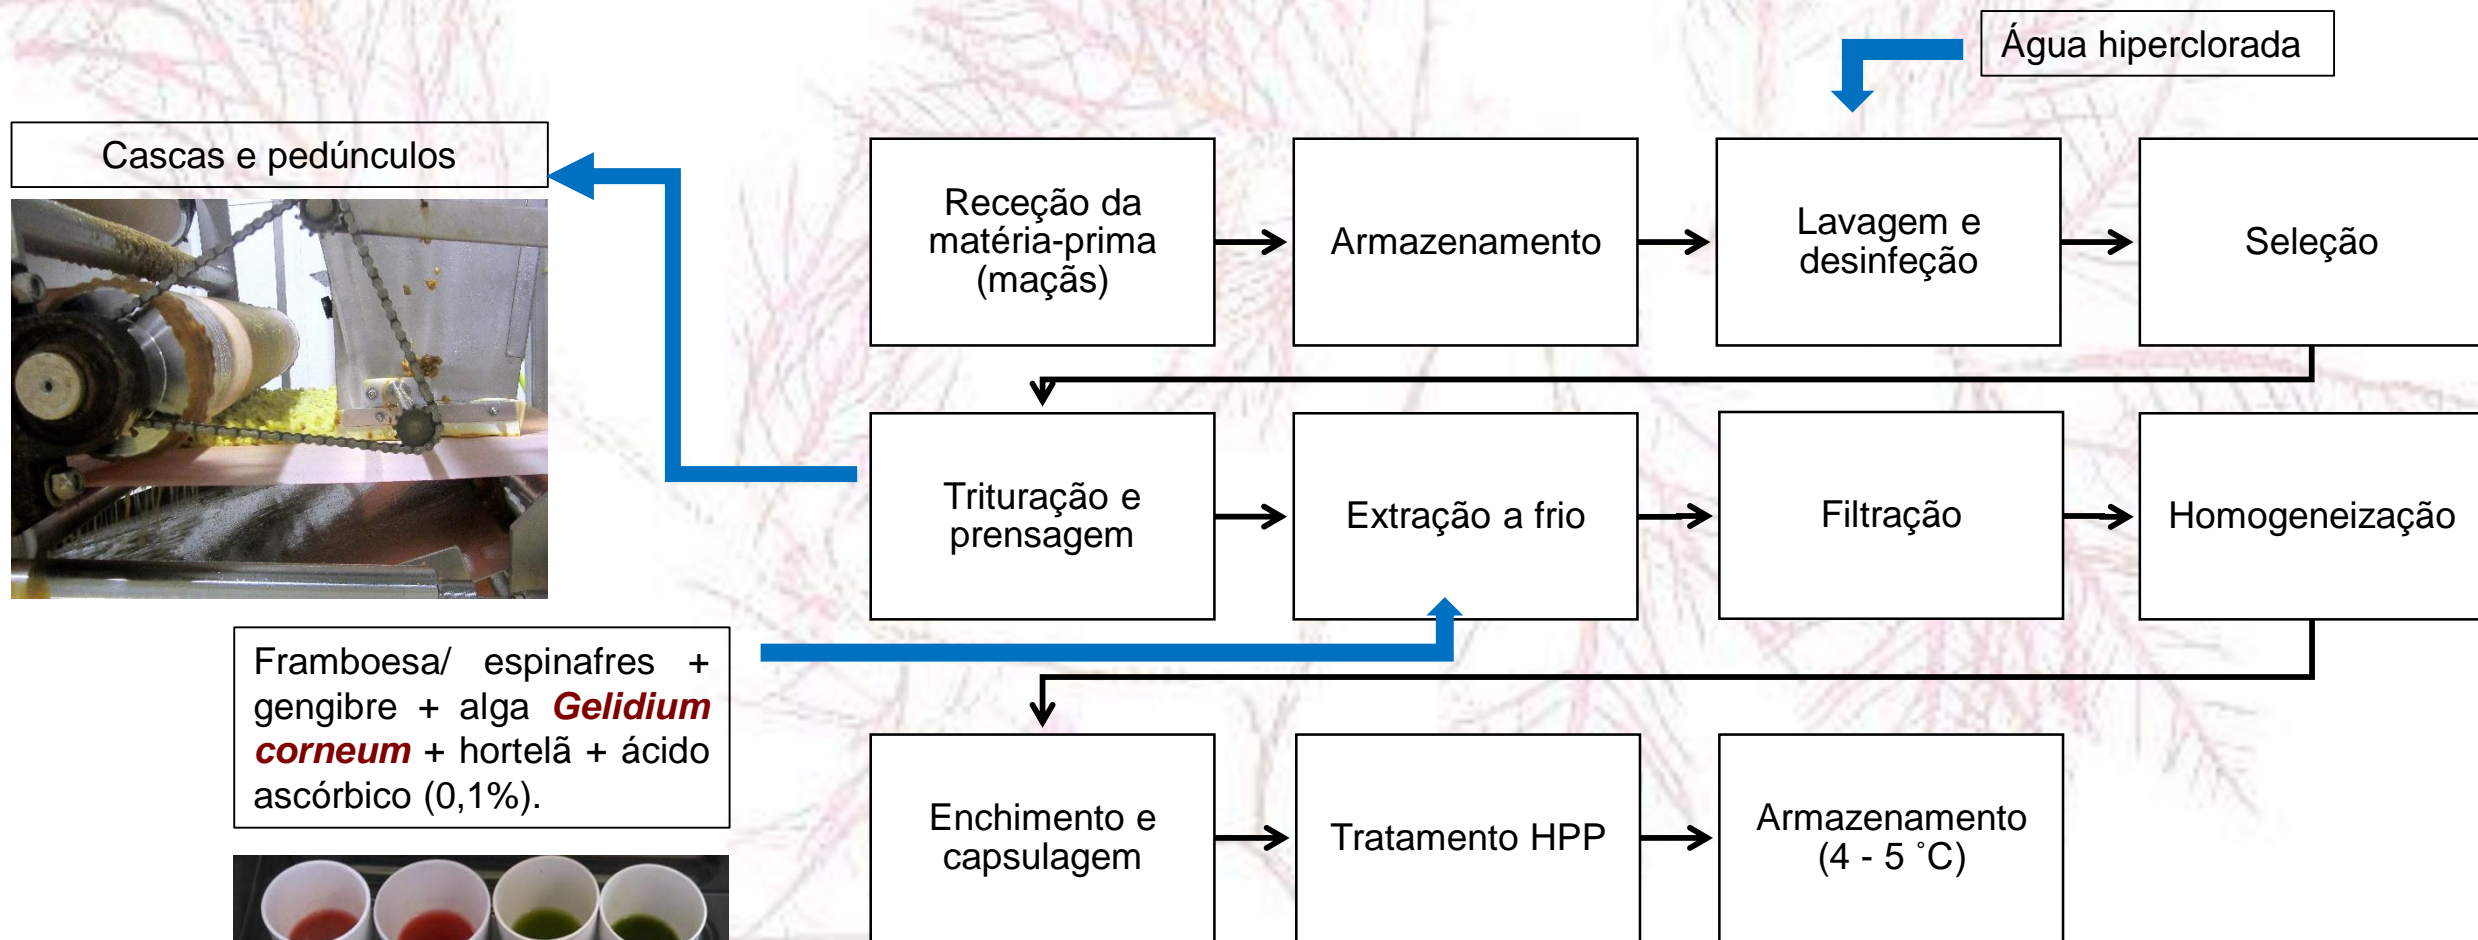 Água hiperclorada
Cascas e pedúnculos
Receção da
matéria-prima
(maçãs)
Armazenamento
Lavagem e
desinfeção
Seleção
Trituração e
prensagem
Extração a frio
Filtração
Homogeneização
Framboesa/ espinafres +
gengibre + alga Gelidium
corneum + hortelã + ácido
ascórbico (0,1%).
Enchimento e
capsulagem
Tratamento HPP
Armazenamento
(4 - 5 ˚C)